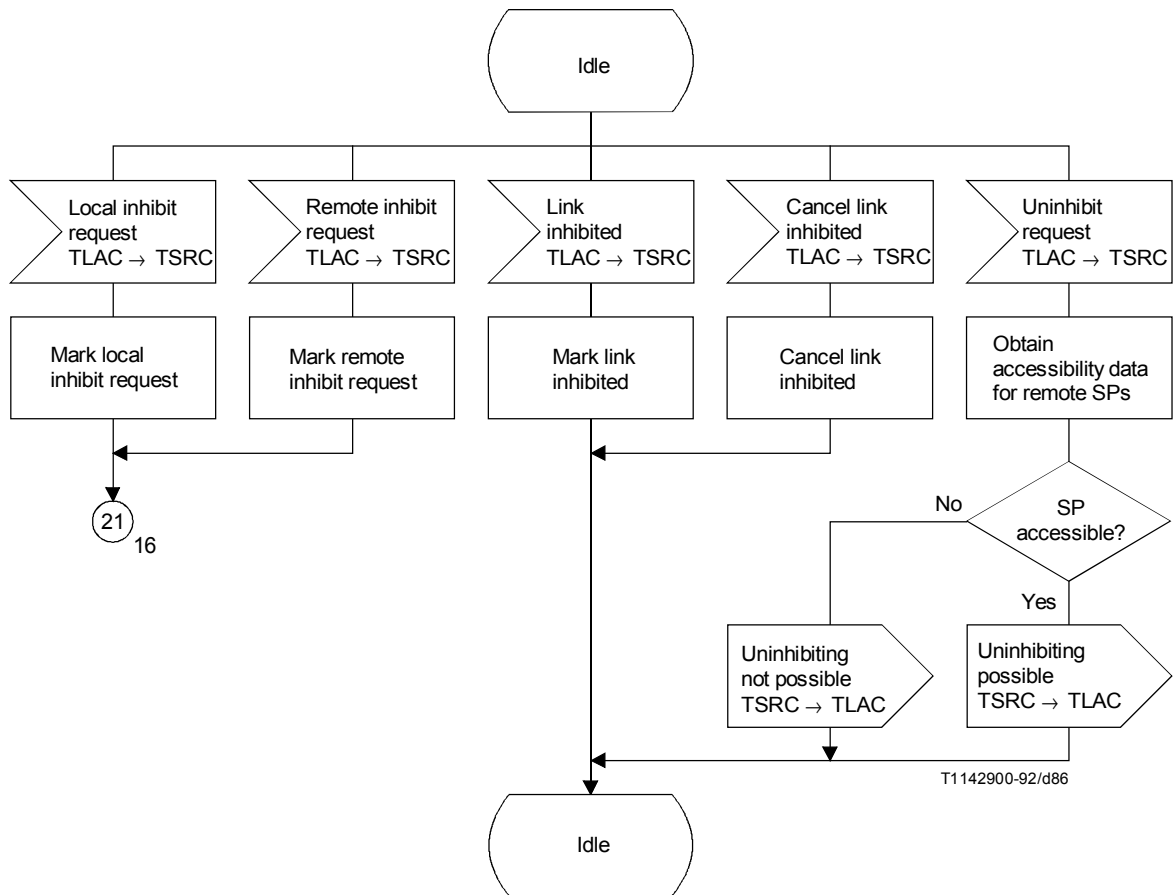 Idle
Local inhibit
request
TLAC → TSRC
Remote inhibit
request
TLAC → TSRC
Link
inhibited
TLAC → TSRC
Cancel link
inhibited
TLAC → TSRC
Uninhibit
request
TLAC → TSRC
Mark local
inhibit request
Mark remote
inhibit request
Mark link
inhibited
Cancel link
inhibited
Obtain
accessibility data
for remote SPs
21
16
No
SP
accessible?
Yes
Uninhibiting
not possible
TSRC → TLAC
Uninhibiting
possible
TSRC → TLAC
T1142900-92/d86
Idle